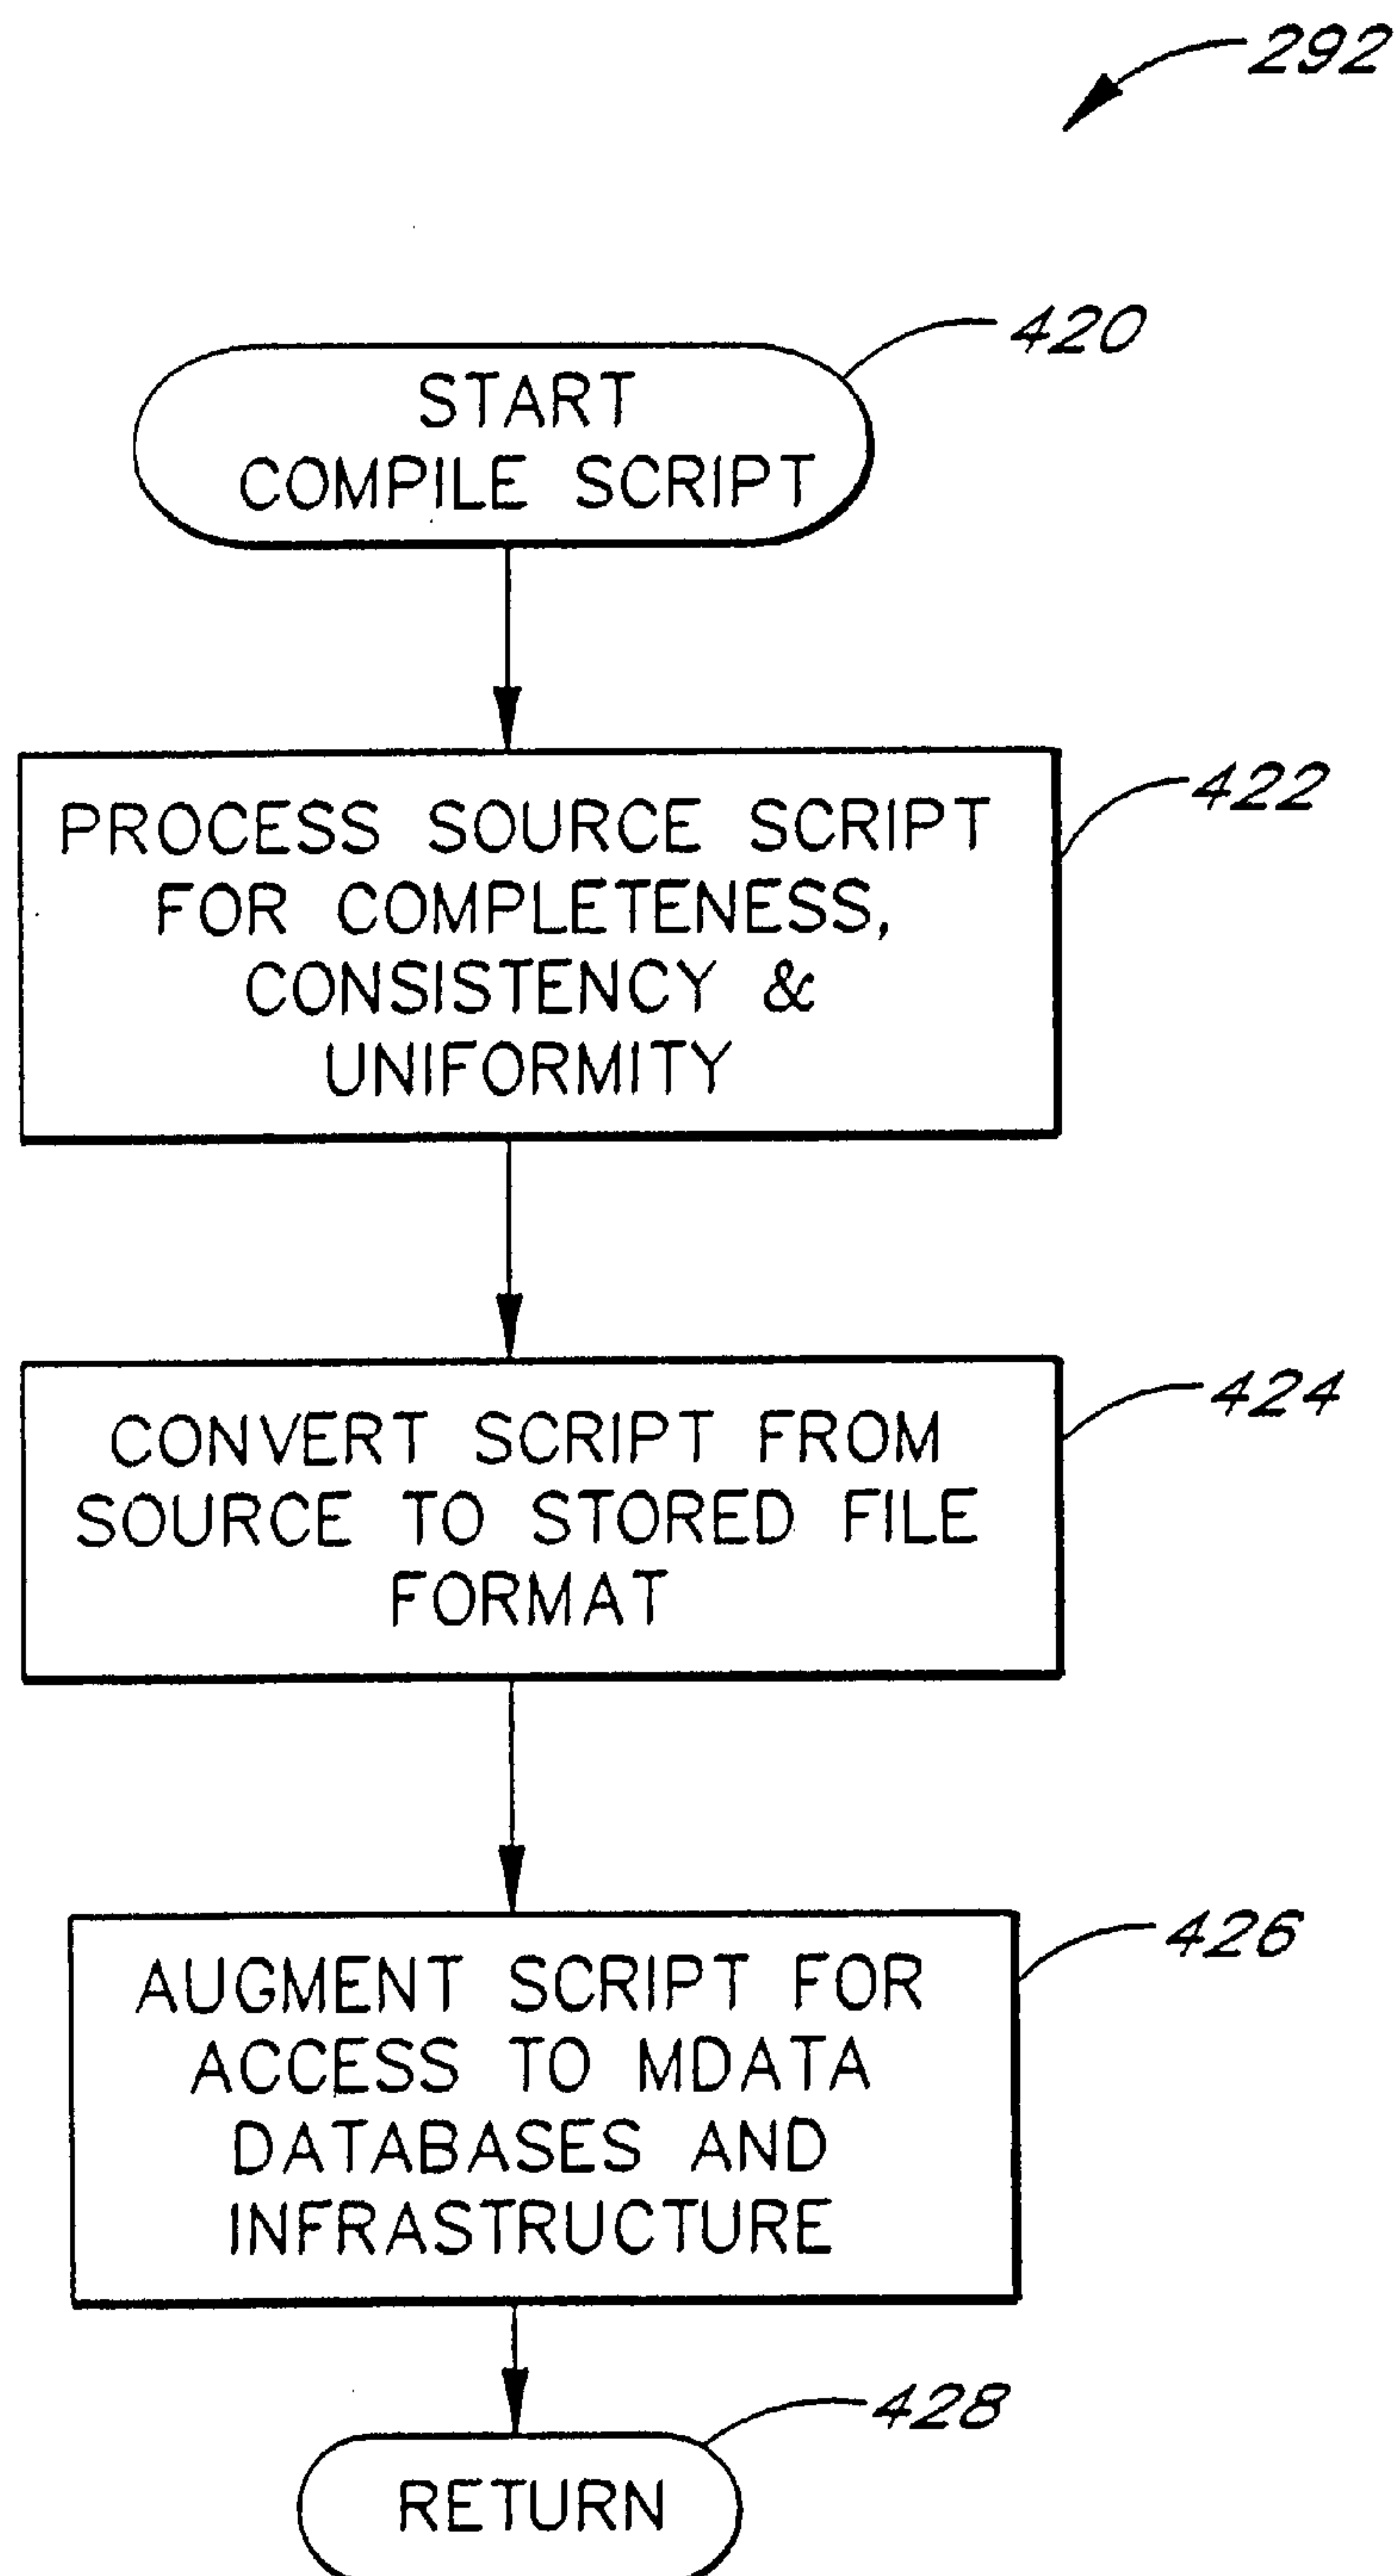 292
420
START
COMPILE SCRIPT
422
PROCESS SOURCE SCRIPT
FOR COMPLETENESS,
CONSISTENCY &
UNIFORMITY
424
CONVERT SCRIPT FROM
SOURCE TO STORED FILE
FORMAT
426
AUGMENT SCRIPT FOR
ACCESS TO MDATA
DATABASES AND
INFRASTRUCTURE
428
RETURN